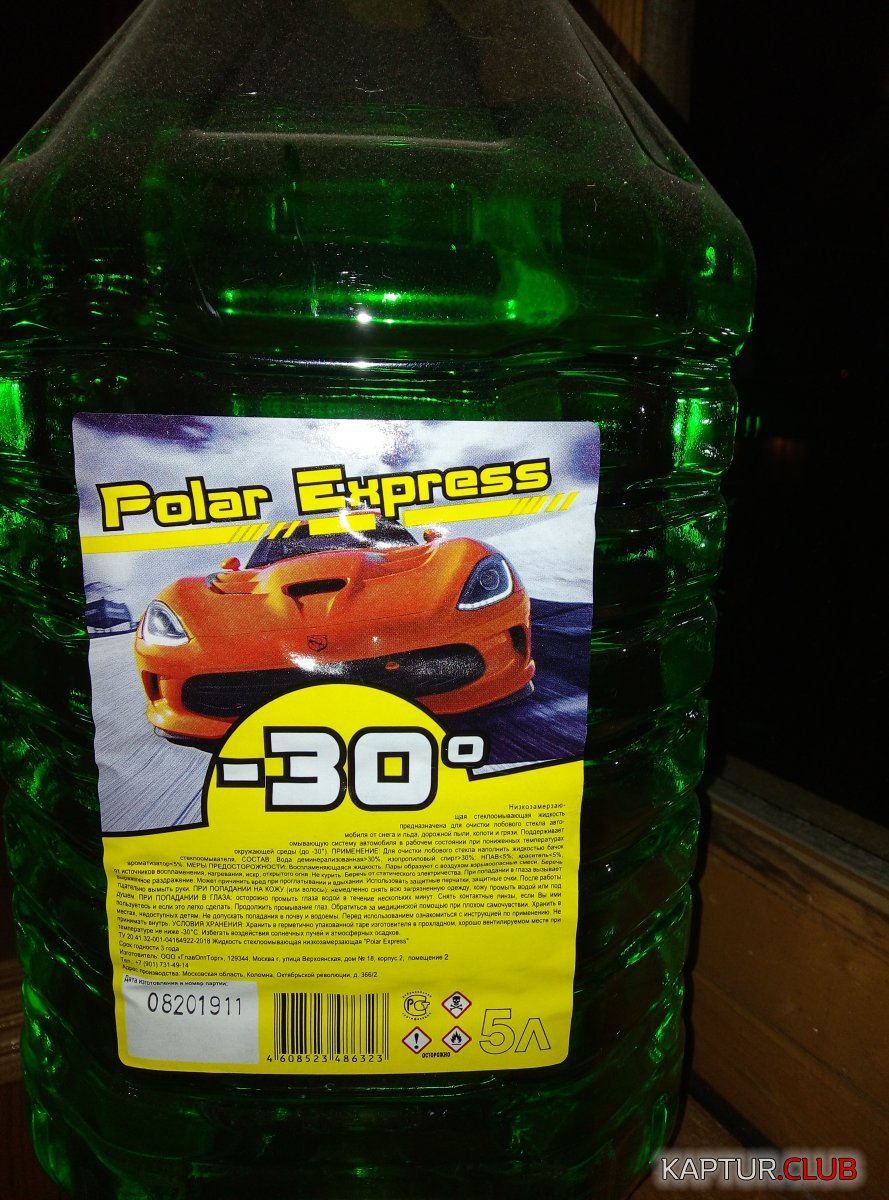 Polar Express
-30°
Низкозамерзаю-
щая стеклоомывающая жидкость
предназначена для очистки лобового стекла авто-
мобиля от снега и льда, дорожной пыли, копоти и грязи. Поддерживает
омывающую систему автомобиля в рабочем состоянии при пониженных температурах
окружающей среды (до -30°). ПРИМЕНЕНИЕ: Для очистки лобового стекла наполнить жидкостью бачок
стеклоомывателя. СОСТАВ: Вода деминерализованная>30%, изопропиловый спирт>30%; НПАВ<5%; краситель<5%,
ароматизатор<5%. МЕРЫ ПРЕДОСТОРОЖНОСТИ: Воспламеняющаяся жидкость. Пары образуют с воздухом взрывоопасные смеси. Беречь
от источников воспламенения, нагревания, искр, открытого огня. Не курить. Беречь от статического электричества. При попадании в глаза вызывает
выраженное раздражение. Может причинить вред при проглатывании и вдыхании. Использовать защитные перчатки, защитные очки. После работы
тщательно вымыть руки. ПРИ ПОПАДАНИИ НА КОЖУ (или волосы): немедленно снять всю загрязненную одежду, кожу промыть водой или под
душем. ПРИ ПОПАДАНИИ В ГЛАЗА: осторожно промыть глаза водой в течение нескольких минут. Снять контактные линзы, если Вы ими
пользуетесь и если это легко сделать. Продолжить промывание глаз. Обратиться за медицинской помощью при плохом самочувствии. Хранить в
местах, недоступных детям. Не допускать попадания в почву и водоемы. Перед использованием ознакомиться с инструкцией по применению. Не
принимать внутрь. УСЛОВИЯ ХРАНЕНИЯ: Хранить в герметично упакованной таре изготовителя в прохладном, хорошо вентилируемом месте при
температуре не ниже -30°С. Избегать воздействия солнечных лучей и атмосферных осадков.
ТУ 20.41.32-001-04164922-2018 Жидкость стеклоомывающая низкозамерзающая "Polar Express"
Срок годности 3 года
Изготовитель: ООО «ГлавОптТорг», 129344, Москва г, улица Верхоянская, дом № 18, корпус 2, помещение 2
Тел.: +7 (901) 731-49-14
Адрес производства: Московская область, Коломна, Октябрьской революции, д. 366/2
Дата изготовления и номер партии:
08201911
4 608523 486323
РСТ
ОСТОРОЖНО
5л
KAPTUR.CLUB